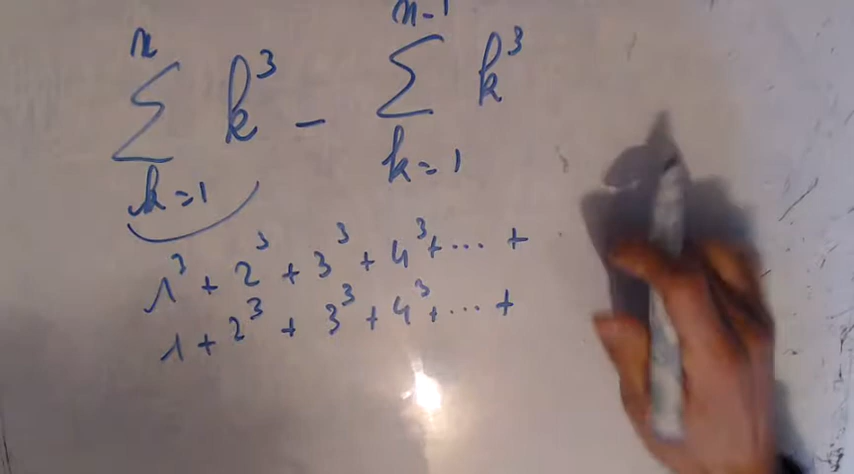 n n-1
∑ k³ - ∑ k³
k=1 k=1
1³ + 2³ + 3³ + 4³ + ... +
1 + 2³ + 3³ + 4³ + ... +